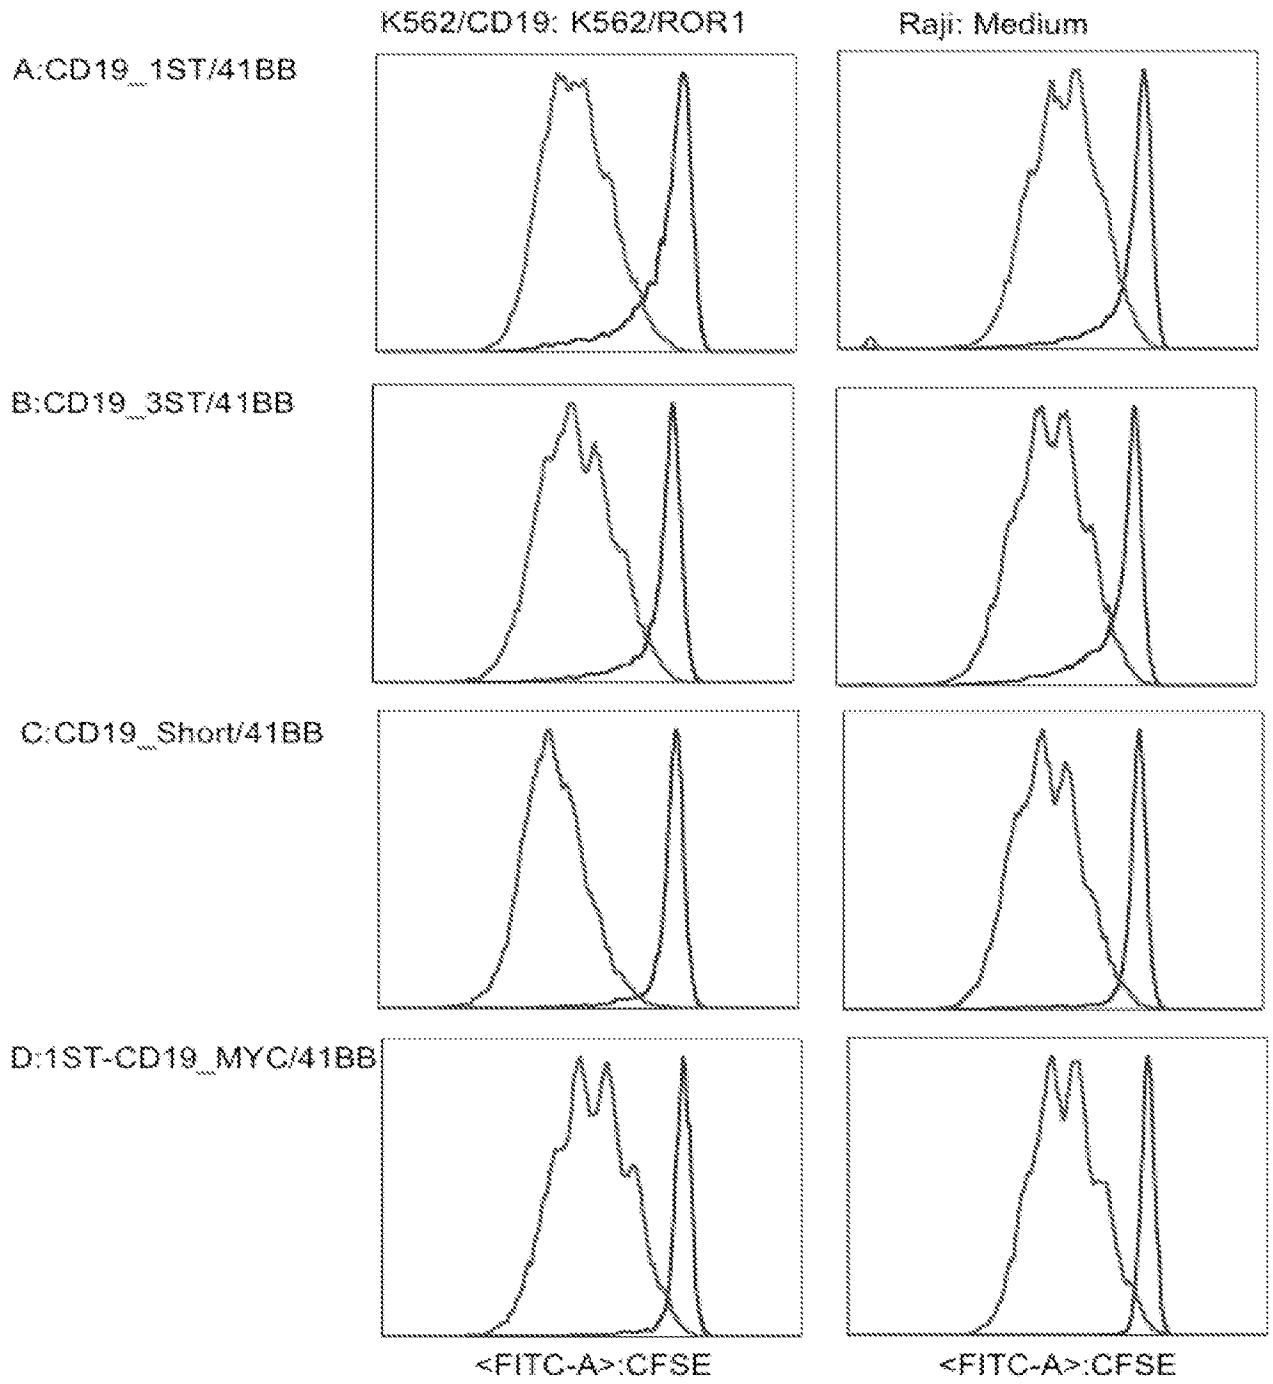 K562/CD19: K562/ROR1
Raji: Medium
A:CD19_1ST/41BB
B:CD19_3ST/41BB
C:CD19_Short/41BB
D:1ST-CD19_MYC/41BB
<FITC-A>:CFSE
<FITC-A>:CFSE